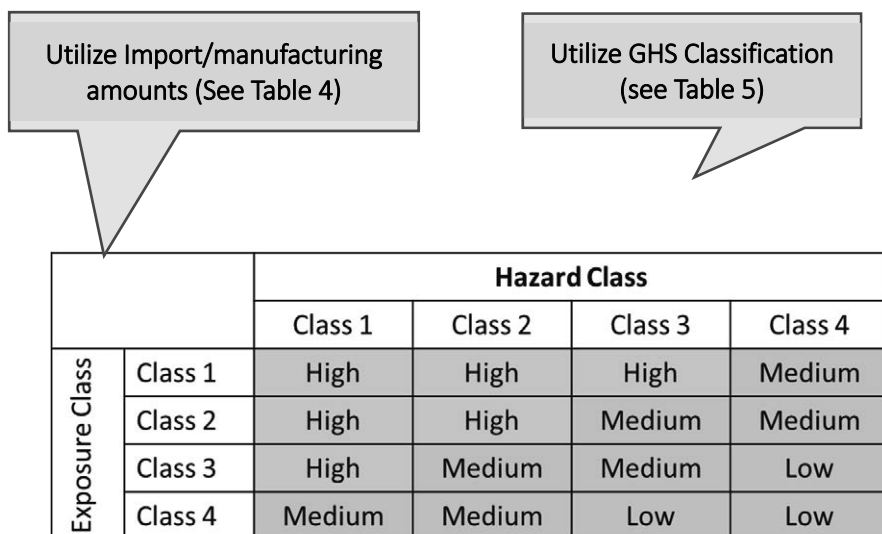 Utilize Import/manufacturing
amounts (See Table 4)
Utilize GHS Classification
(see Table 5)
Hazard Class
Class 1 Class 2 Class 3 Class 4
Exposure Class
Class 1 High High High Medium
Class 2 High High Medium Medium
Class 3 High Medium Medium Low
Class 4 Medium Medium Low Low